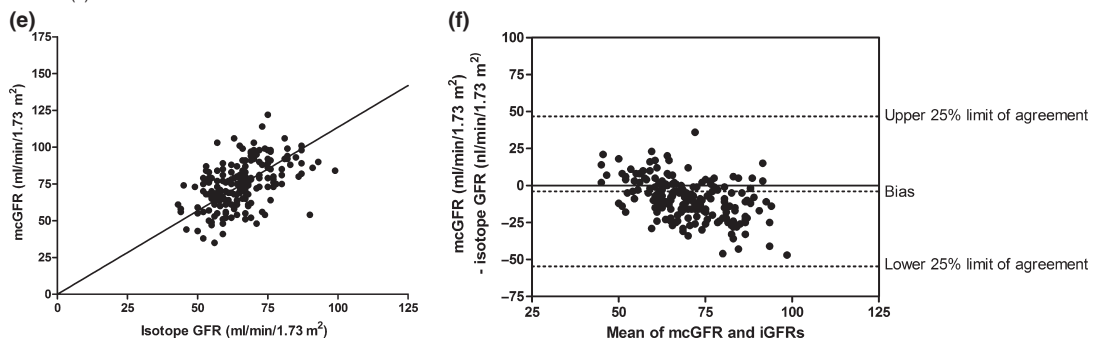 (e)
175
150
125
100
75
50
25
0
mcGFR (ml/min/1.73 m²)
0 25 50 75 100 125
Isotope GFR (ml/min/1.73 m²)
(f)
100
75
50
25
0
−25
−50
−75
mcGFR (ml/min/1.73 m²)
- isotope GFR (nl/min/1.73 m²)
Upper 25% limit of agreement
Bias
Lower 25% limit of agreement
25 50 75 100 125
Mean of mcGFR and iGFRs